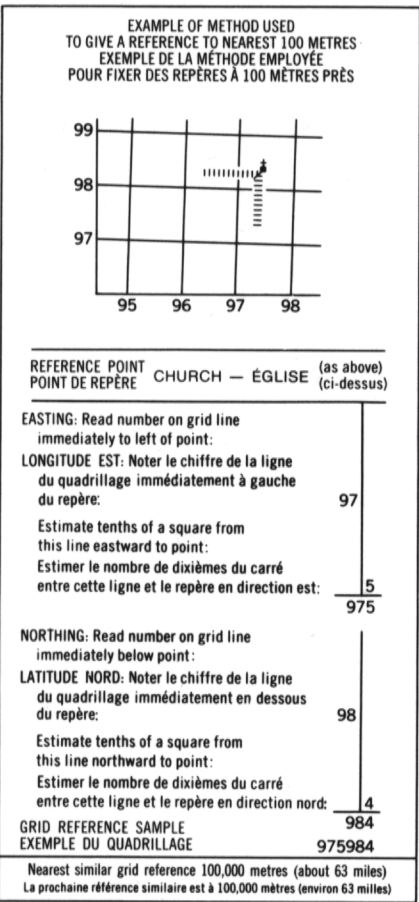 EXAMPLE OF METHOD USED
TO GIVE A REFERENCE TO NEAREST 100 METRES
EXEMPLE DE LA MÉTHODE EMPLOYÉE
POUR FIXER DES REPÈRES À 100 MÈTRES PRÈS
99
98
97
95 96 97 98
REFERENCE POINT
POINT DE REPÈRE
CHURCH — ÉGLISE
(as above)
(ci-dessus)
EASTING: Read number on grid line
immediately to left of point:
LONGITUDE EST: Noter le chiffre de la ligne
du quadrillage immédiatement à gauche
du repère: 97
Estimate tenths of a square from
this line eastward to point:
Estimer le nombre de dixièmes du carré
entre cette ligne et le repère en direction est: 5
975
NORTHING: Read number on grid line
immediately below point:
LATITUDE NORD: Noter le chiffre de la ligne
du quadrillage immédiatement en dessous
du repère: 98
Estimate tenths of a square from
this line northward to point:
Estimer le nombre de dixièmes du carré
entre cette ligne et le repère en direction nord: 4
984
GRID REFERENCE SAMPLE
EXEMPLE DU QUADRILLAGE 975984
Nearest similar grid reference 100,000 metres (about 63 miles)
La prochaine référence similaire est à 100,000 mètres (environ 63 milles)